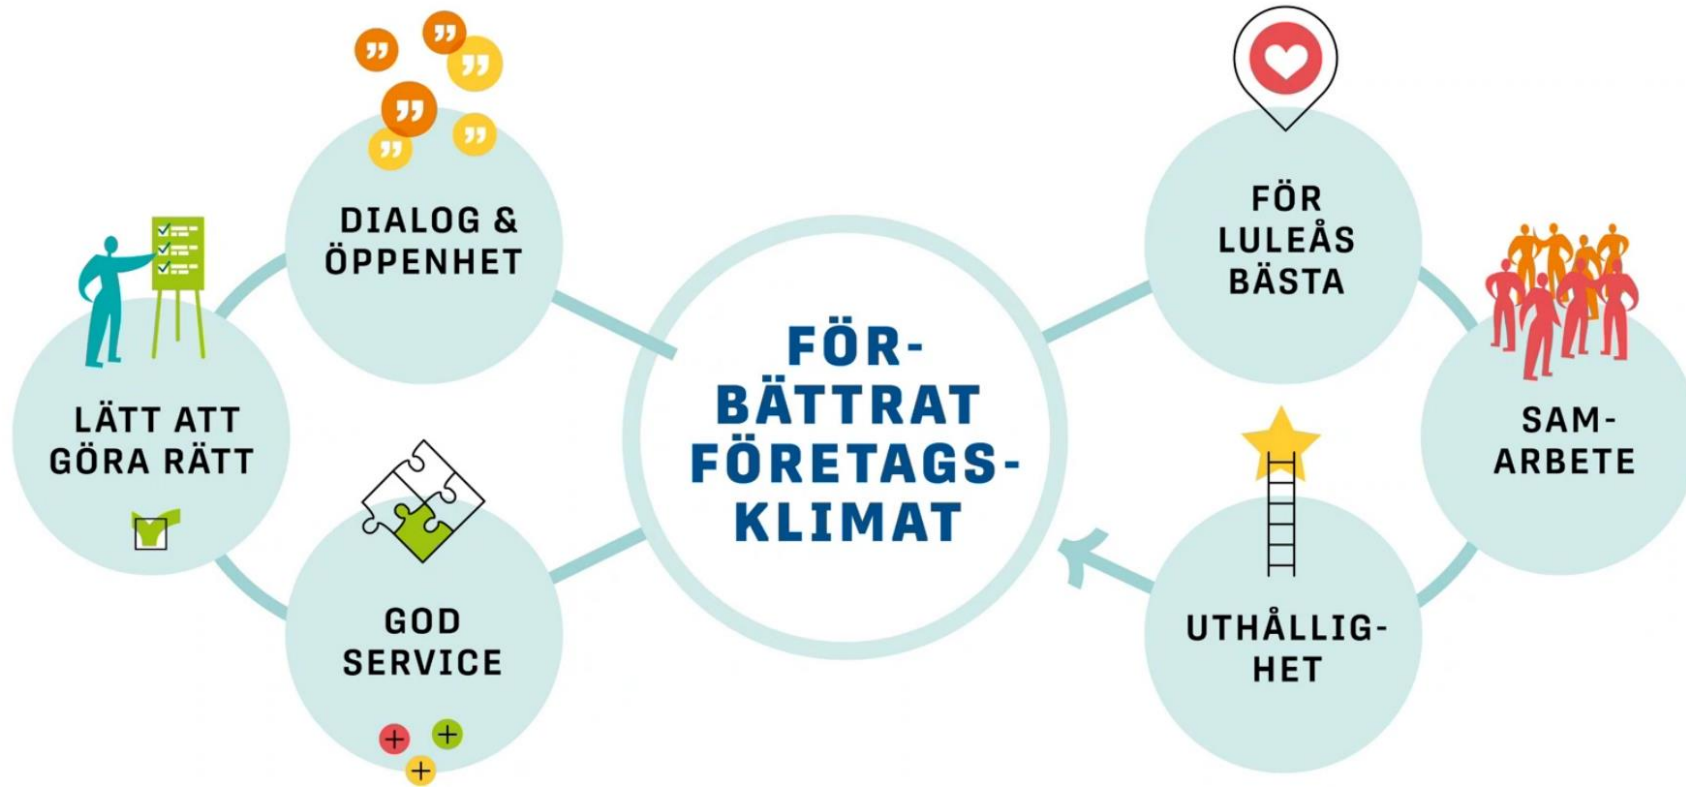 DIALOG &
ÖPPENHET
LÄTT ATT
GÖRA RÄTT
GOD
SERVICE
FÖR-
BÄTTRAT
FÖRETAGS-
KLIMAT
FÖR
LULEÅS
BÄSTA
SAM-
ARBETE
UTHÅLLIG-
HET